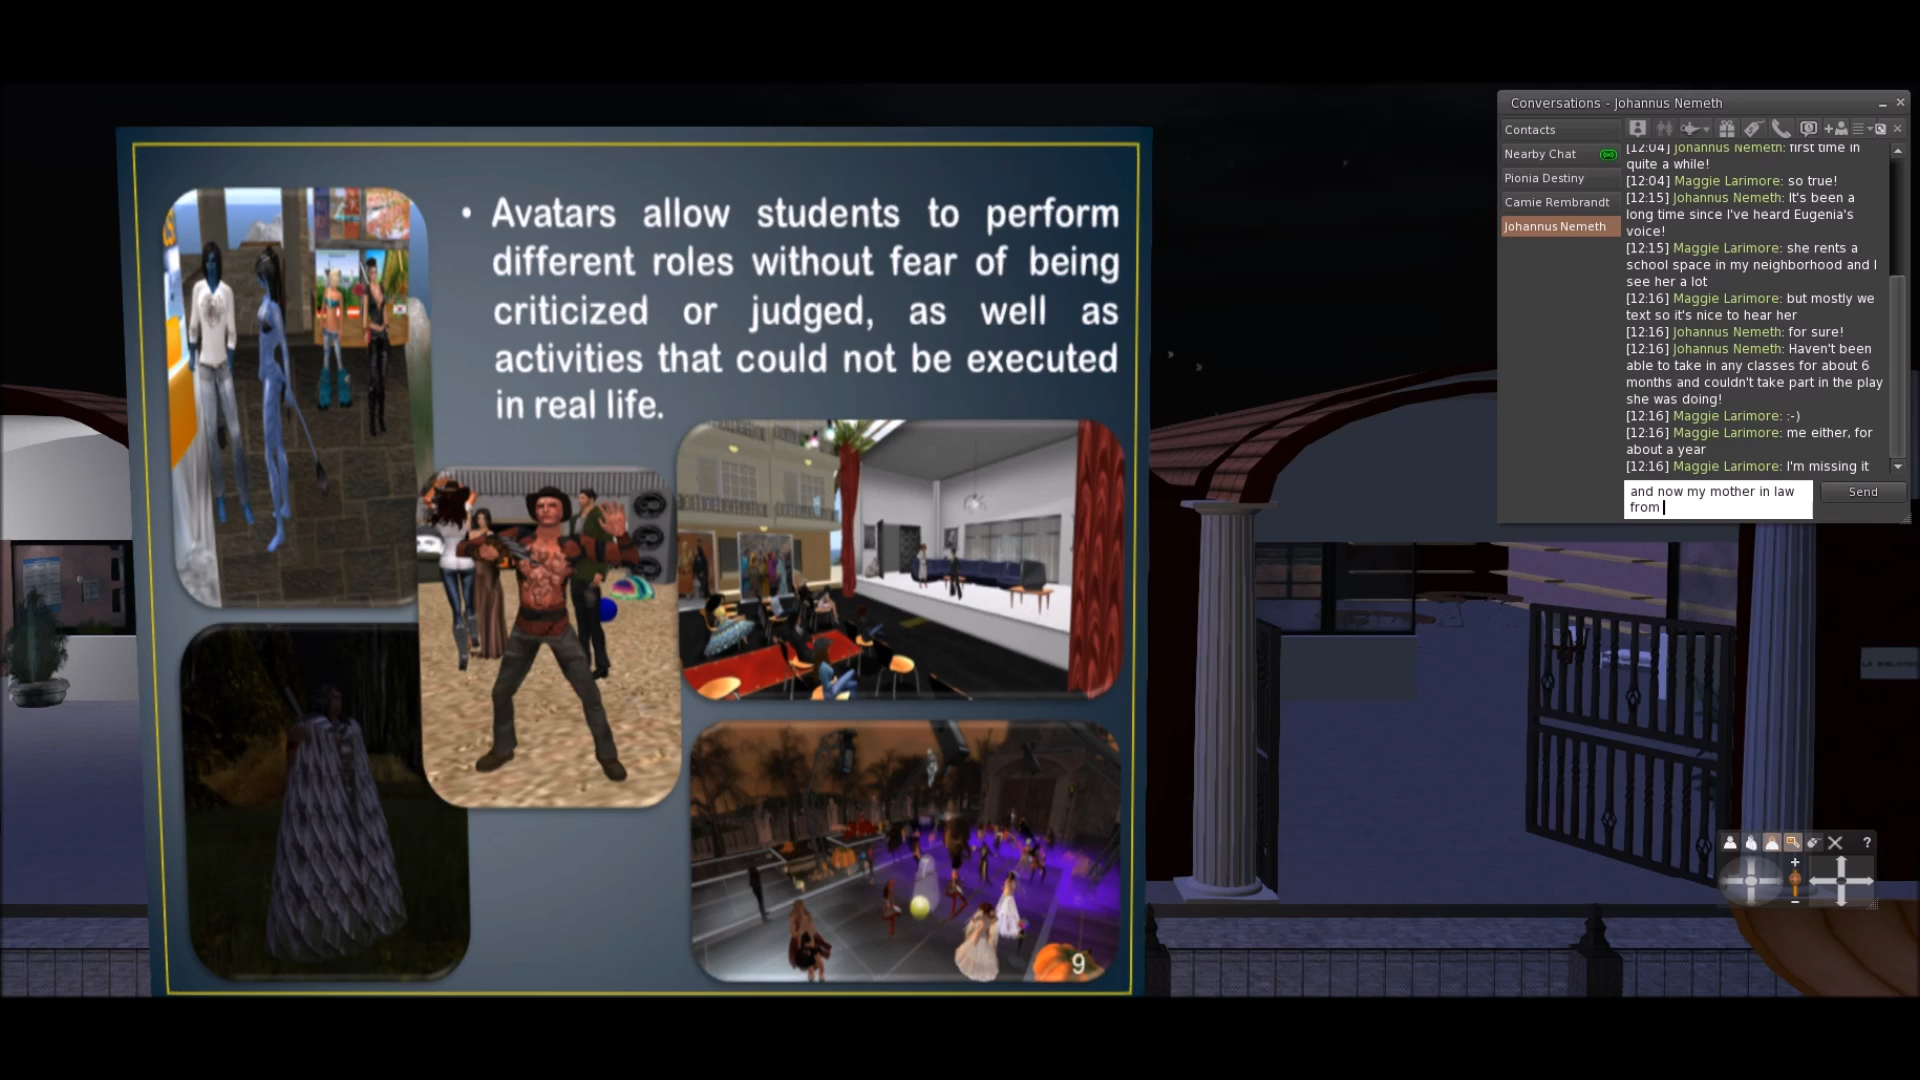 • Avatars allow students to perform
different roles without fear of being
criticized or judged, as well as
activities that could not be executed
in real life.
9
Conversations - Johannus Nemeth
Contacts
Nearby Chat
Pionia Destiny
Camie Rembrandt
Johannus Nemeth
[12:04] Johannus Nemeth: first time in
quite a while!
[12:04] Maggie Larimore: so true!
[12:15] Johannus Nemeth: It's been a
long time since I've heard Eugenia's
voice!
[12:15] Maggie Larimore: she rents a
school space in my neighborhood and I
see her a lot
[12:16] Maggie Larimore: but mostly we
text so it's nice to hear her
[12:16] Johannus Nemeth: for sure!
[12:16] Johannus Nemeth: Haven't been
able to take in any classes for about 6
months and couldn't take part in the play
she was doing!
[12:16] Maggie Larimore: :-)
[12:16] Maggie Larimore: me either, for
about a year
[12:16] Maggie Larimore: I'm missing it
and now my mother in law
from
Send
?